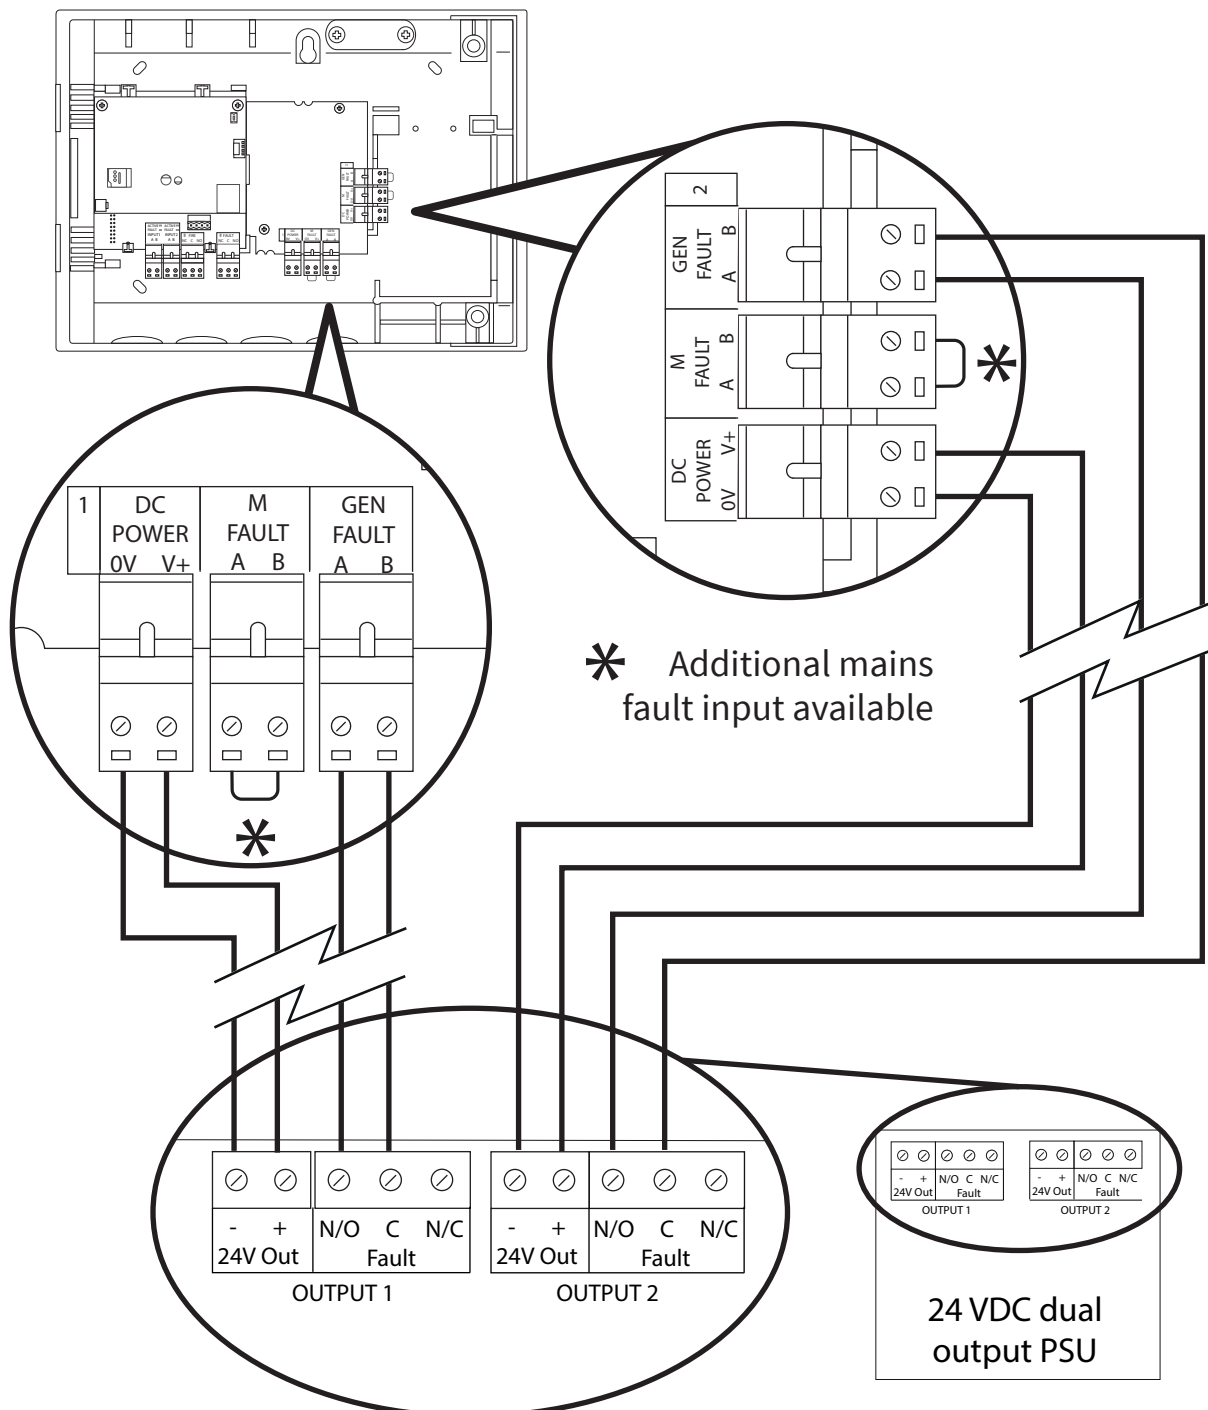 2
GEN
FAULT
A B
M
FAULT
A B
DC
POWER
0V V+
1
DC
POWER
0V V+
M
FAULT
A B
GEN
FAULT
A B
* Additional mains
fault input available
*
*
- + N/O C N/C
24V Out Fault
OUTPUT 1
- + N/O C N/C
24V Out Fault
OUTPUT 2
- + N/O C N/C
24V Out Fault
OUTPUT 1
- + N/O C N/C
24V Out Fault
OUTPUT 2
24 VDC dual
output PSU